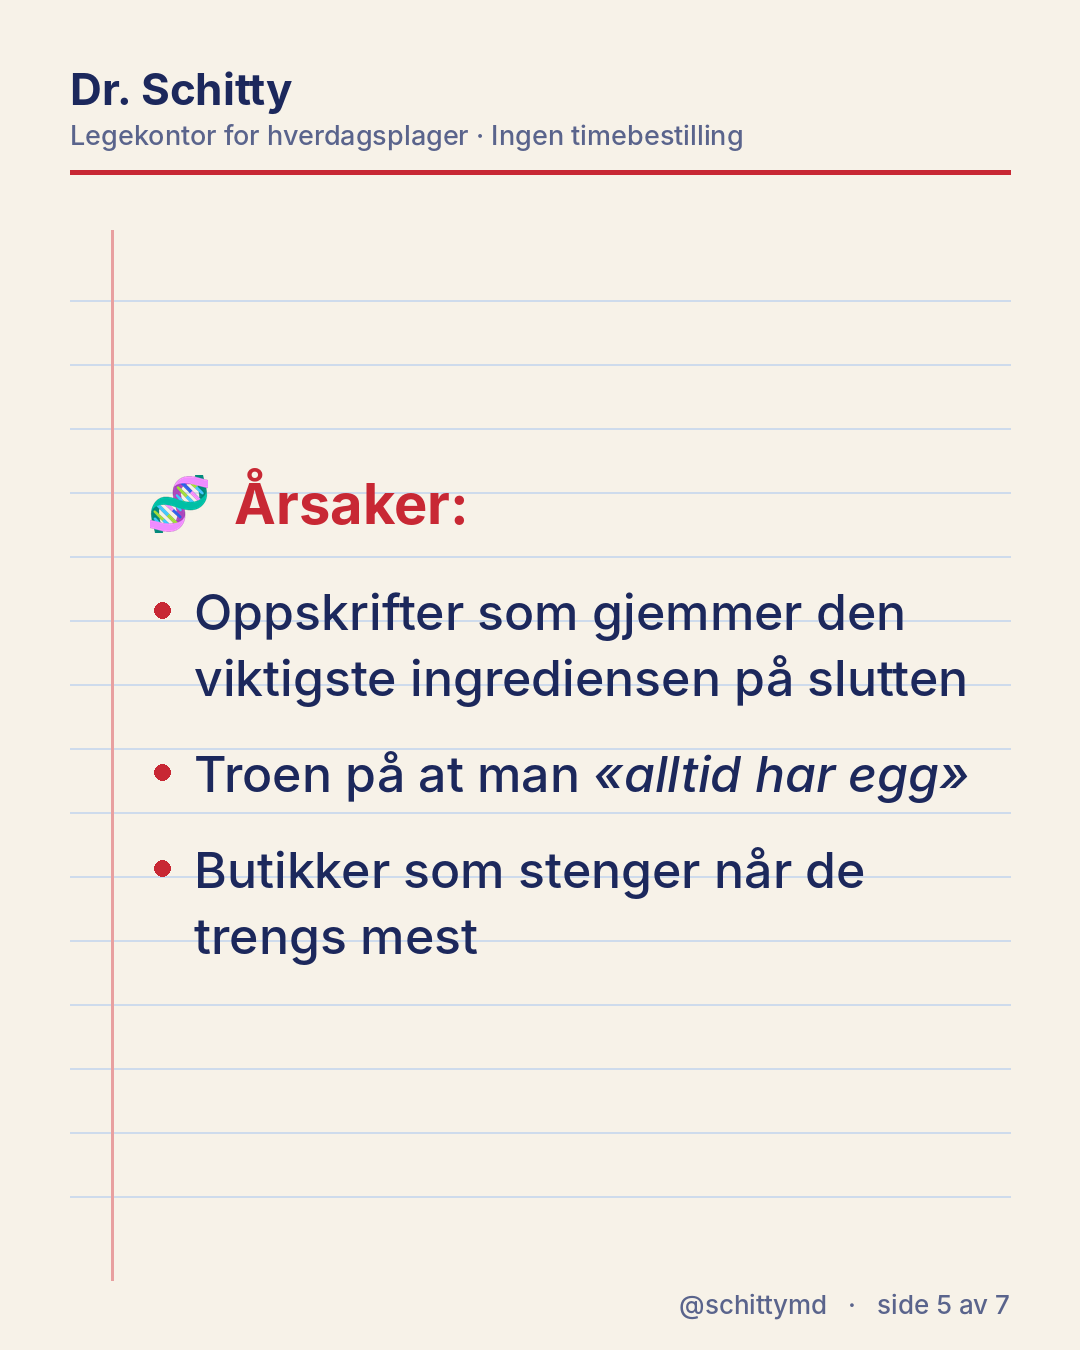 Dr. Schitty
Legekontor for hverdagsplager · Ingen timebestilling
🧬 Årsaker:
• Oppskrifter som gjemmer den
viktigste ingrediensen på slutten
• Troen på at man «alltid har egg»
• Butikker som stenger når de
trengs mest
@schittymd · side 5 av 7